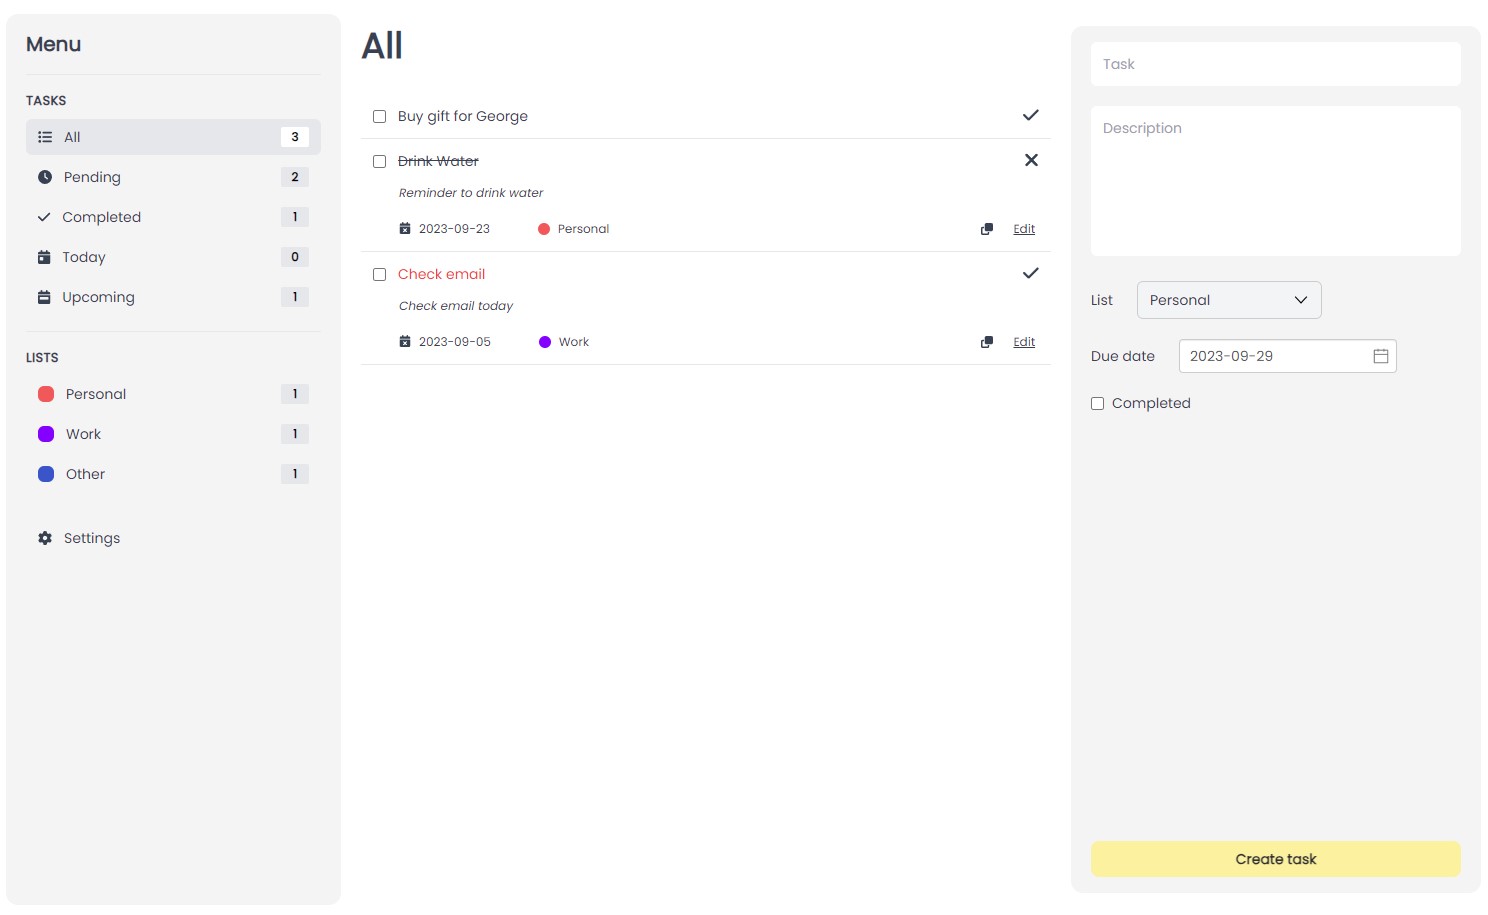 Menu
TASKS
All 3
Pending 2
Completed 1
Today 0
Upcoming 1
LISTS
Personal 1
Work 1
Other 1
Settings
All
Buy gift for George
Drink Water
Reminder to drink water
2023-09-23 Personal Edit
Check email
Check email today
2023-09-05 Work Edit
Task
Description
List Personal
Due date 2023-09-29
Completed
Create task